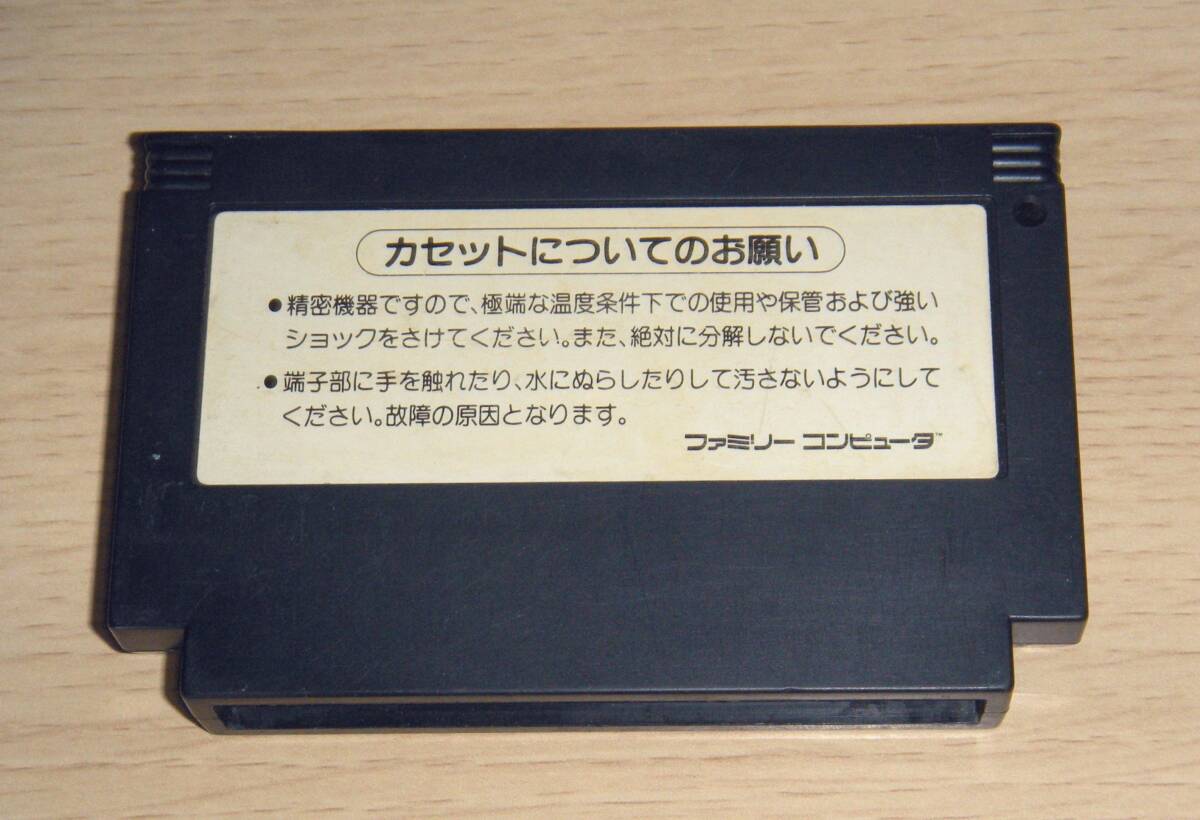 カセットについてのお願い
●精密機器ですので、極端な温度条件下での使用や保管および強い
ショックをさけてください。また、絶対に分解しないでください。
●端子部に手を触れたり、水にぬらしたりして汚さないようにして
ください。故障の原因となります。
ファミリー コンピュータ™